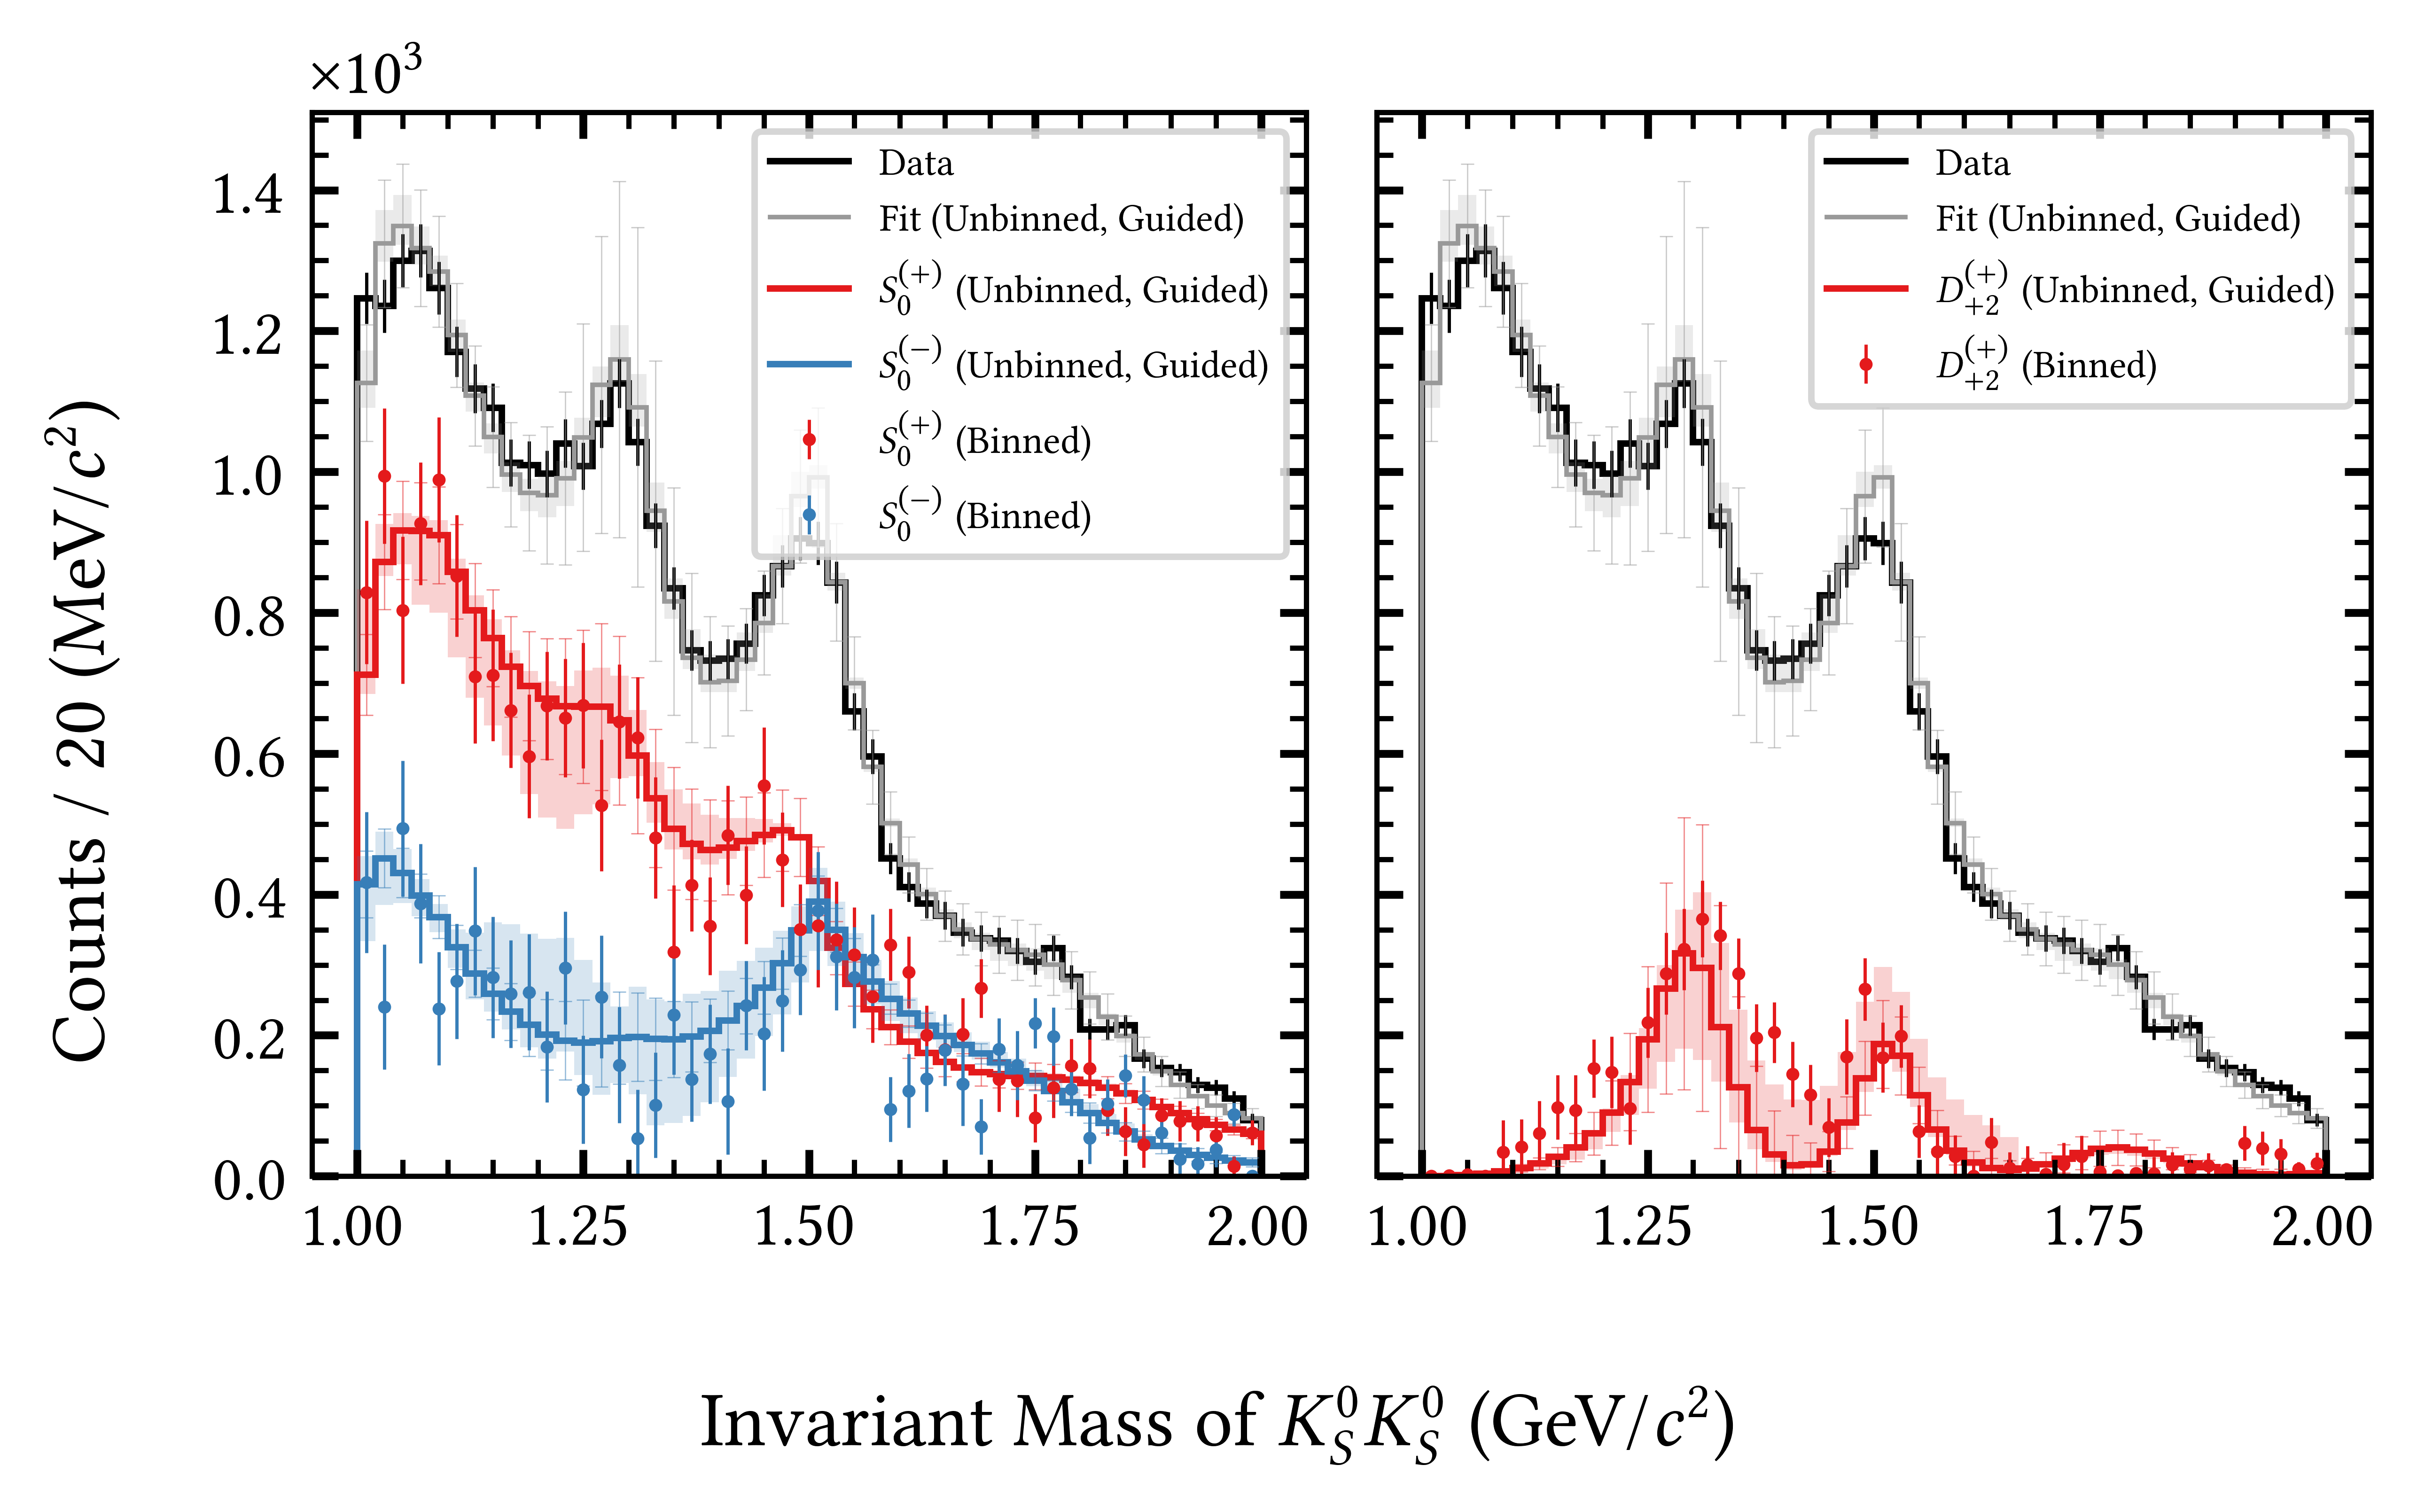 ×10³
Counts / 20 (MeV/c²)
1.4
1.2
1.0
0.8
0.6
0.4
0.2
0.0
Data
Fit (Unbinned, Guided)
S₀⁽⁺⁾ (Unbinned, Guided)
S₀⁽⁻⁾ (Unbinned, Guided)
S₀⁽⁺⁾ (Binned)
S₀⁽⁻⁾ (Binned)
1.00 1.25 1.50 1.75 2.00
Data
Fit (Unbinned, Guided)
D₊₂⁽⁺⁾ (Unbinned, Guided)
D₊₂⁽⁺⁾ (Binned)
1.00 1.25 1.50 1.75 2.00
Invariant Mass of K_S^0K_S^0 (GeV/c²)